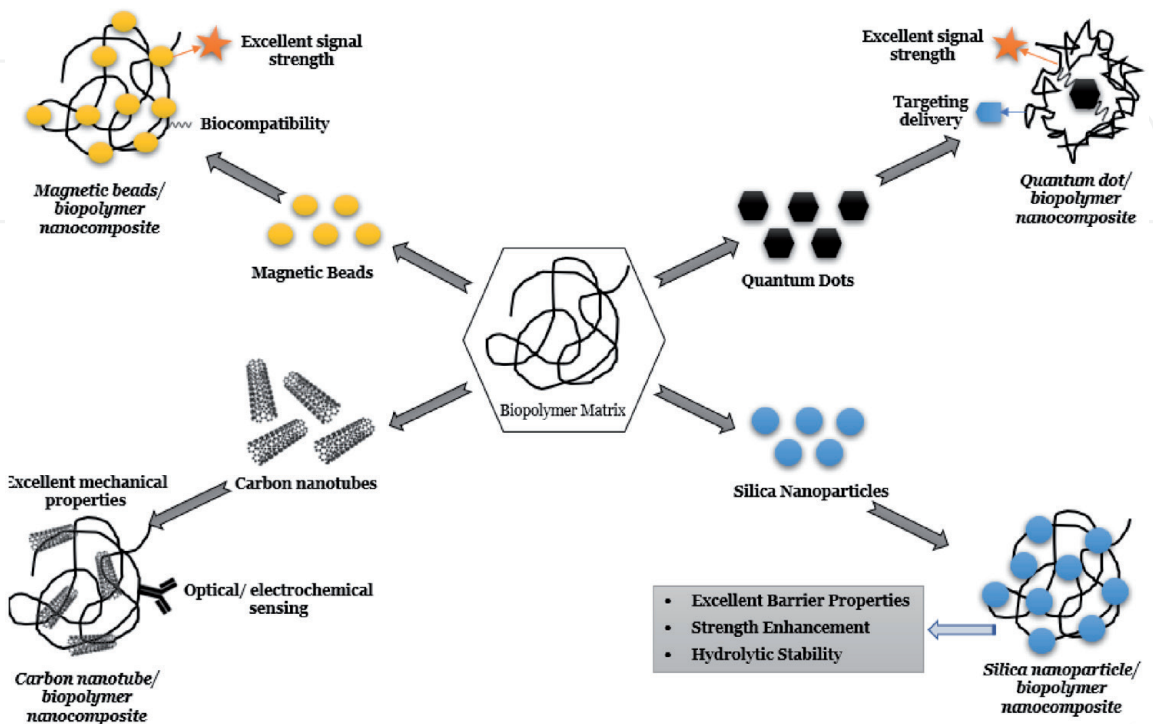 Excellent signal
strength
Biocompatibility
Magnetic beads/
biopolymer
nanocomposite
Magnetic Beads
Excellent signal
strength
Targeting
delivery
Quantum dot/
biopolymer
nanocomposite
Quantum Dots
Biopolymer Matrix
Carbon nanotubes
Excellent mechanical
properties
Optical/ electrochemical
sensing
Carbon nanotube/
biopolymer
nanocomposite
Silica Nanoparticles
• Excellent Barrier Properties
• Strength Enhancement
• Hydrolytic Stability
Silica nanoparticle/
biopolymer
nanocomposite